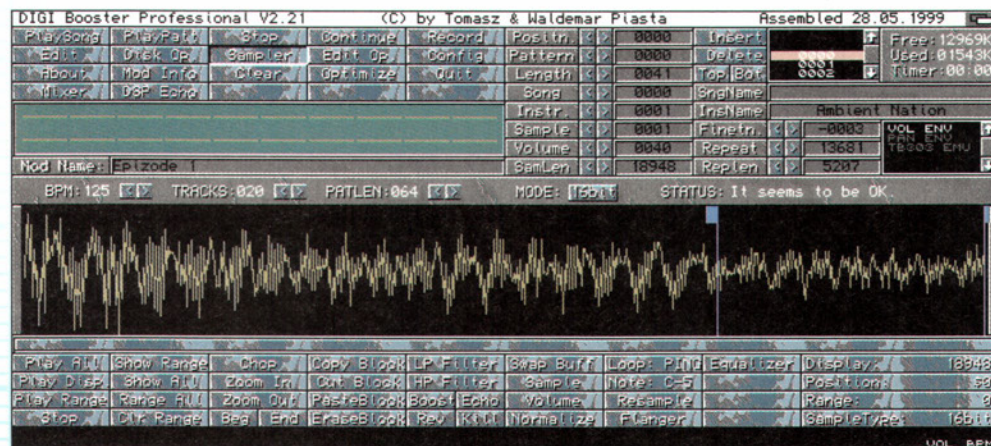 DIGI Booster Professional V2.21 (C) by Tomasz & Waldemar Piasta Assembled 28.05.1999
PlaySong PlayPatt Stop Continue Record Positn. < > 0000 Insert Free:12969K
Edit Disk Op Sampler Edit Op Config Pattern < > 0000 Delete 0000 Used:01543K
About Mod Info Clear Optimize Quit Length < > 0041 Top Bot 0001 Timer:00:00
Mixer DSP Echo Song < > 0000 SngName 0002
Instr. < > 0001 InsName Ambient Nation
Sample < > 0001 Finetn. < > -0003 VOL ENV
Volume < > 0040 Repeat < > 13681 PAN ENV
Mod Name: Epizode 1 SamLen < > 18948 Replen < > 5207 TB303 EMU
BPM:125 < > TRACKS:020 < > PATLEN:064 < > MODE: 16bit STATUS: It seems to be OK.
Play All Show Range Chop Copy Block LP Filter Swap Buff Loop: PING Equalizer Display: 18948
Play Disp. Show All Zoom In Cut Block HP Filter Sample Note: C-5 Position: 50
Play Range Range All Zoom Out PasteBlock Boost Echo Volume Resample Range: 0
Stop Clr Range Beg End EraseBlock Rev Kill Normalize Flanger SampleType: 16bit
VOL BPM